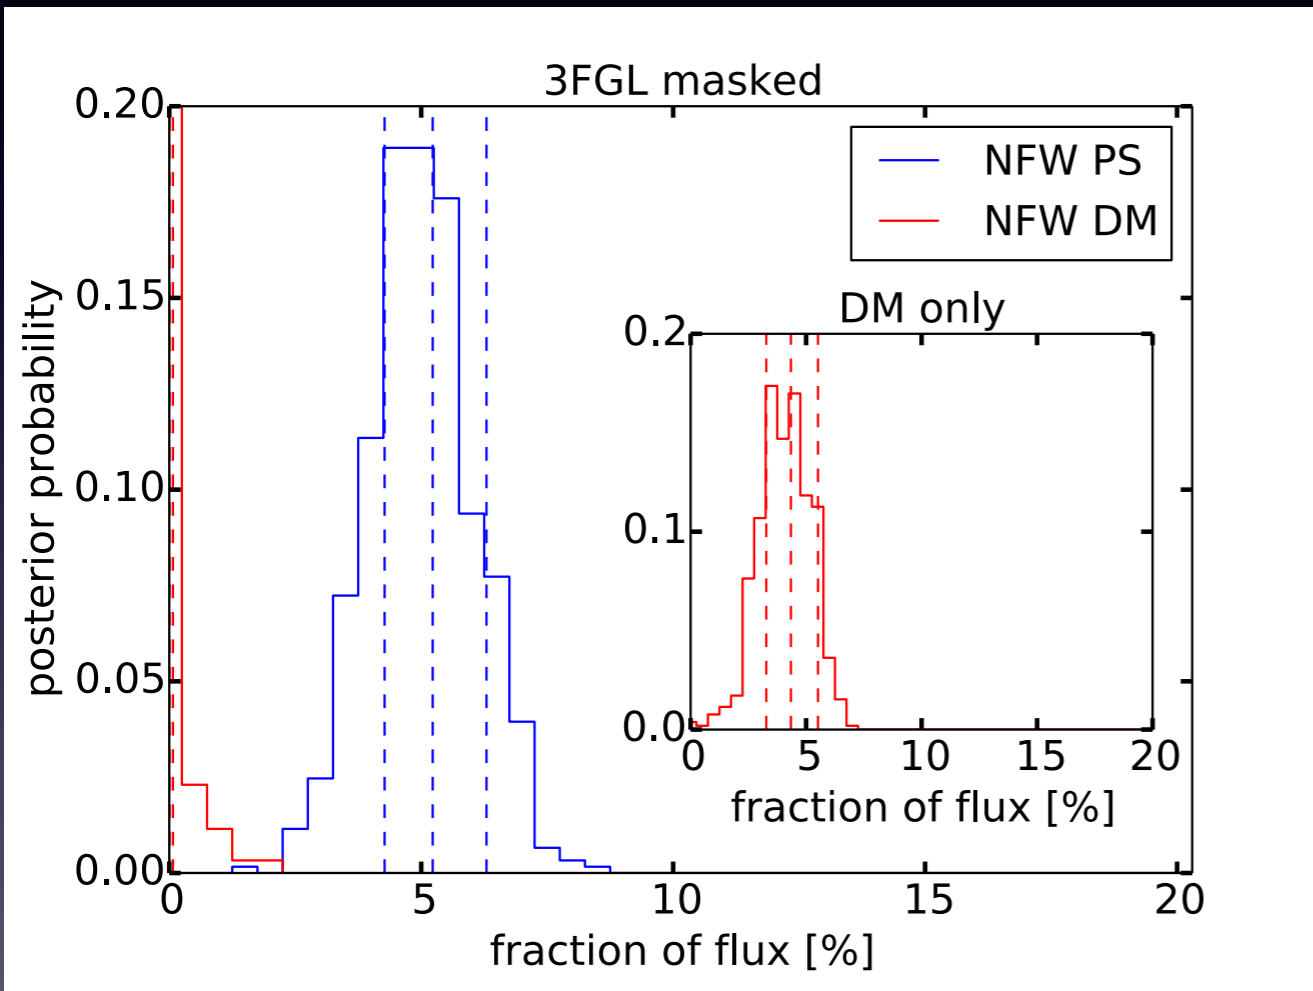 3FGL masked
0.20
0.15
0.10
0.05
0.00
posterior probability
NFW PS
NFW DM
DM only
0.2
0.1
0.0
0 5 10 15 20
fraction of flux [%]
0 5 10 15 20
fraction of flux [%]